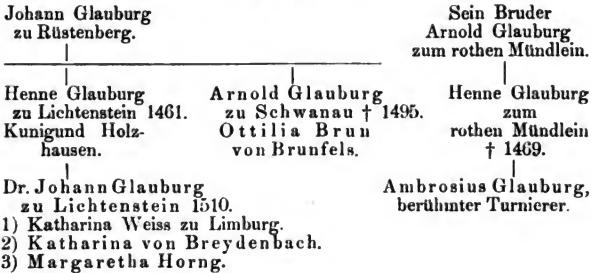 Johann Glauburg
zu Rüstenberg.
Sein Bruder
Arnold Glauburg
zum rothen Mündlein.
Henne Glauburg
zu Lichtenstein 1461.
Kunigund Holz-
hausen.
Arnold Glauburg
zu Schwanau † 1495.
Ottilia Brun
von Brunfels.
Henne Glauburg
zum
rothen Mündlein
† 1469.
Dr. Johann Glauburg
zu Lichtenstein 1510.
1) Katharina Weiss zu Limburg.
2) Katharina von Breydenbach.
3) Margaretha Horng.
Ambrosius Glauburg,
berühmter Turnierer.